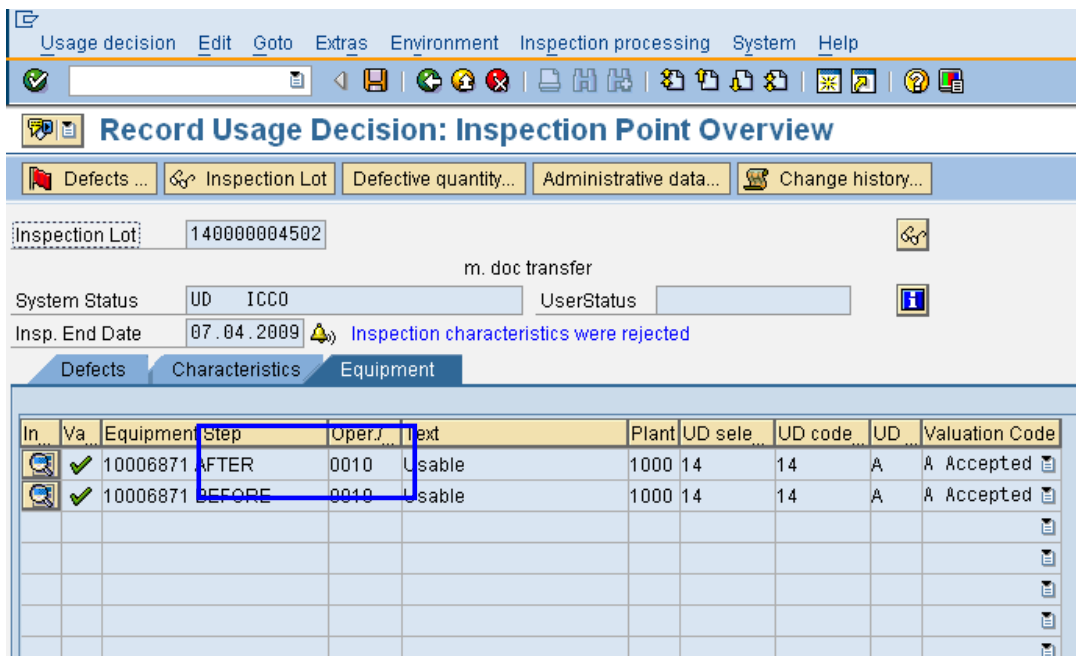 Usage decision Edit Goto Extras Environment Inspection processing System Help
Record Usage Decision: Inspection Point Overview
Defects ... Inspection Lot Defective quantity... Administrative data... Change history...
Inspection Lot 140000004502
m. doc transfer
System Status UD ICCO UserStatus
Insp. End Date 07.04.2009 Inspection characteristics were rejected
Defects Characteristics Equipment
In... Va... Equipment Step Oper./... Text Plant UD sele... UD code... UD ... Valuation Code
10006871 AFTER 0010 Usable 1000 14 14 A A Accepted
10006871 BEFORE 0010 Usable 1000 14 14 A A Accepted